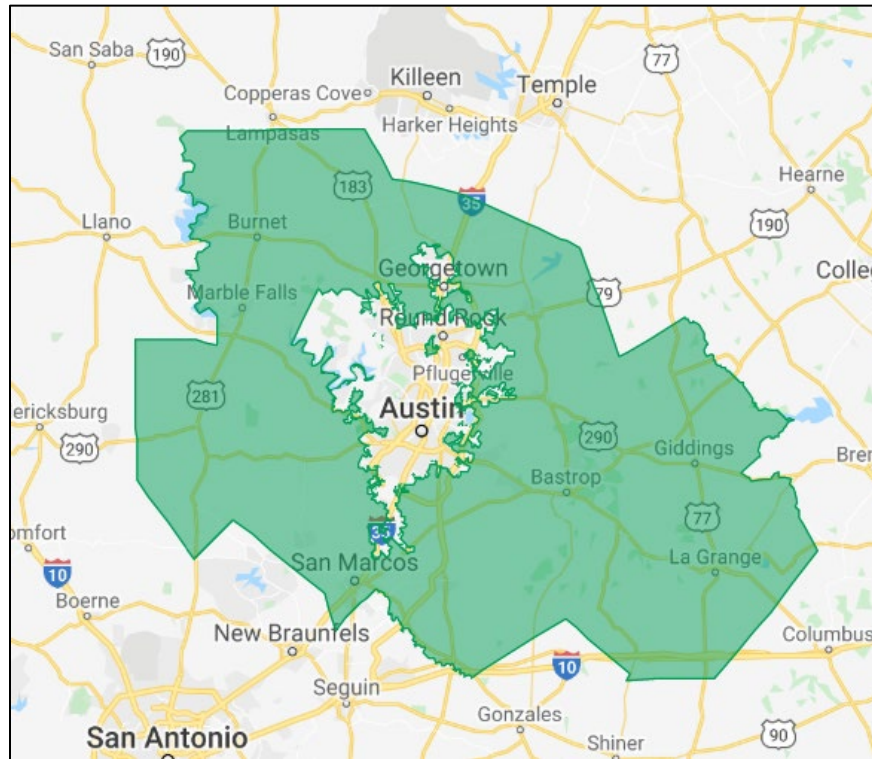 San Saba
190
77
Killeen
Temple
Copperas Cove
Harker Heights
Lampasas
Hearne
183
35
190
Llano
Burnet
Georgetown
Colleg
79
Marble Falls
Round Rock
Pflugerville
281
Austin
ericksburg
290
290
Giddings
Bren
Bastrop
77
omfort
35
San Marcos
La Grange
10
Boerne
New Braunfels
Columbus
10
Seguin
Gonzales
San Antonio
90
Shiner